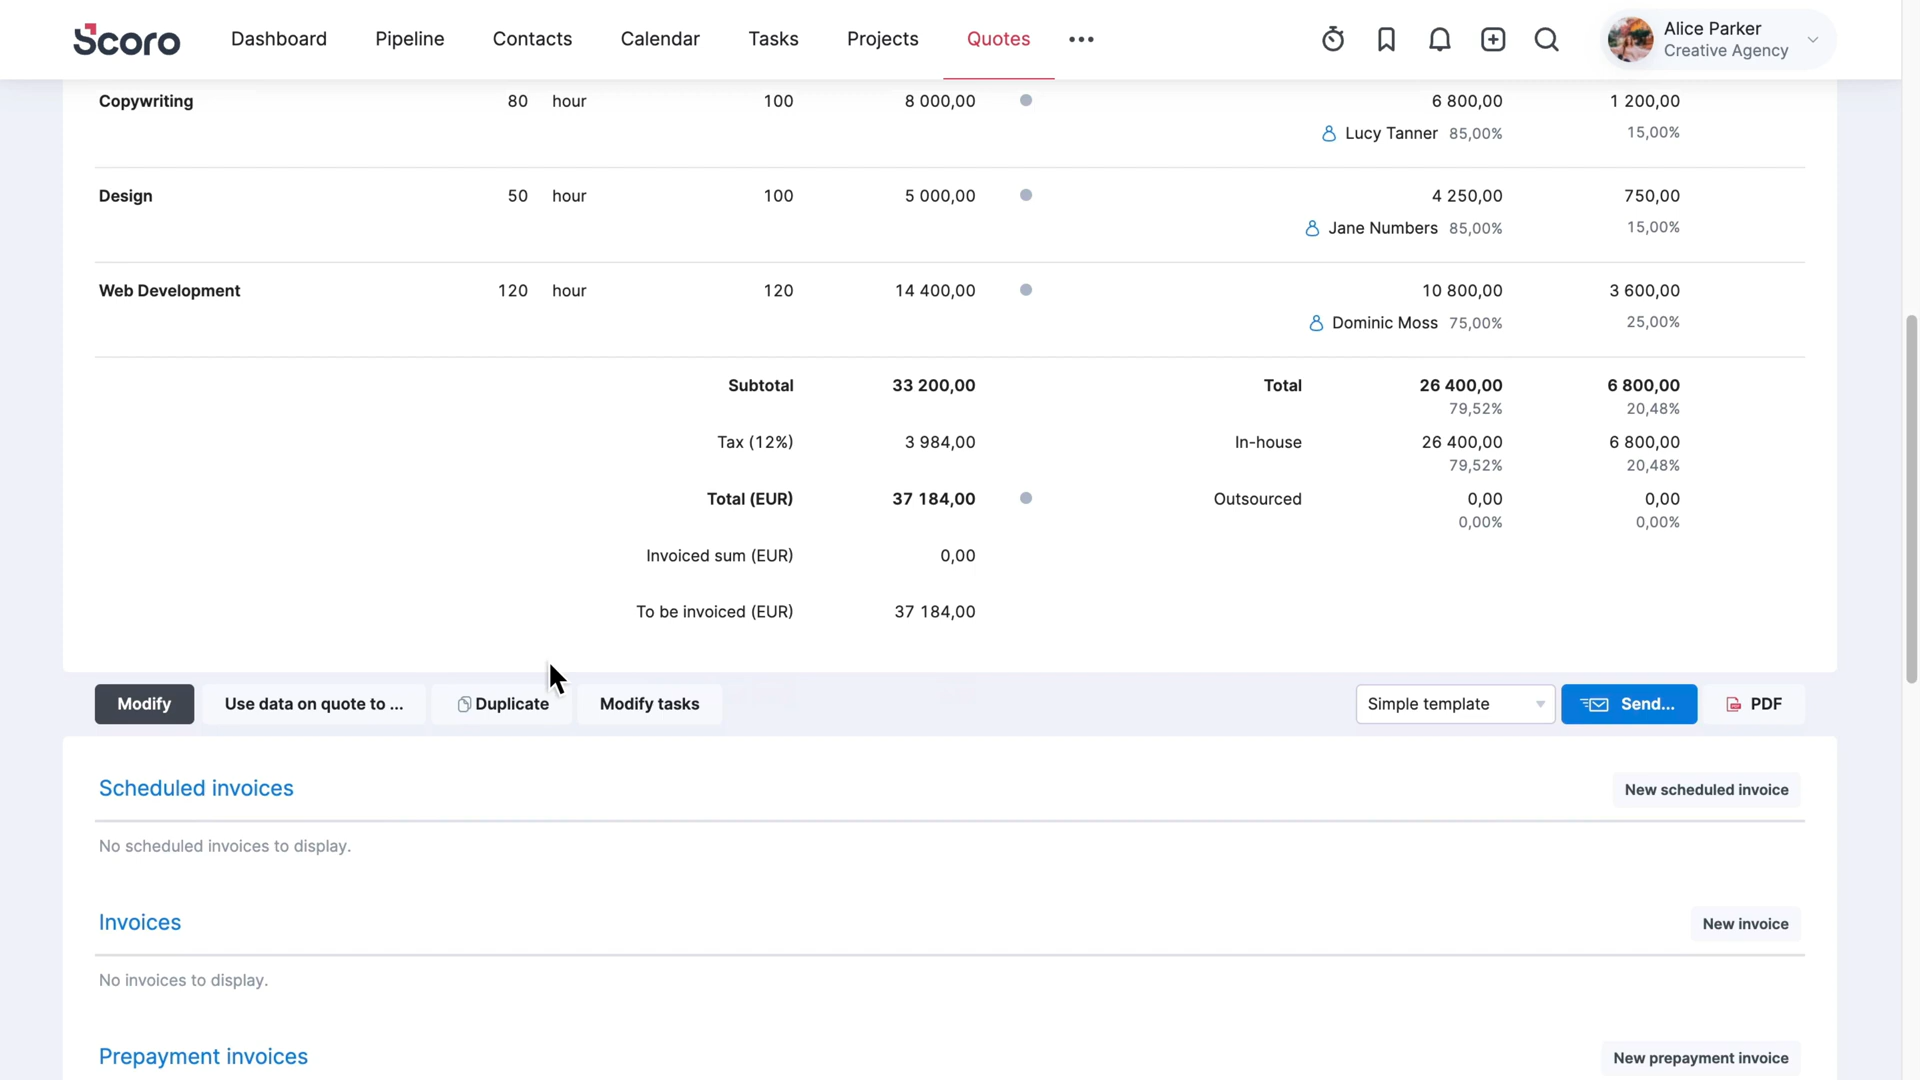 Scoro Dashboard Pipeline Contacts Calendar Tasks Projects Quotes Alice Parker
Creative Agency
Copywriting 80 hour 100 8 000,00 6 800,00 1 200,00
Lucy Tanner 85,00% 15,00%
Design 50 hour 100 5 000,00 4 250,00 750,00
Jane Numbers 85,00% 15,00%
Web Development 120 hour 120 14 400,00 10 800,00 3 600,00
Dominic Moss 75,00% 25,00%
Subtotal 33 200,00 Total 26 400,00 6 800,00
79,52% 20,48%
Tax (12%) 3 984,00 In-house 26 400,00 6 800,00
79,52% 20,48%
Total (EUR) 37 184,00 Outsourced 0,00 0,00
0,00% 0,00%
Invoiced sum (EUR) 0,00
To be invoiced (EUR) 37 184,00
Modify Use data on quote to ... Duplicate Modify tasks Simple template Send... PDF
Scheduled invoices New scheduled invoice
No scheduled invoices to display.
Invoices New invoice
No invoices to display.
Prepayment invoices New prepayment invoice